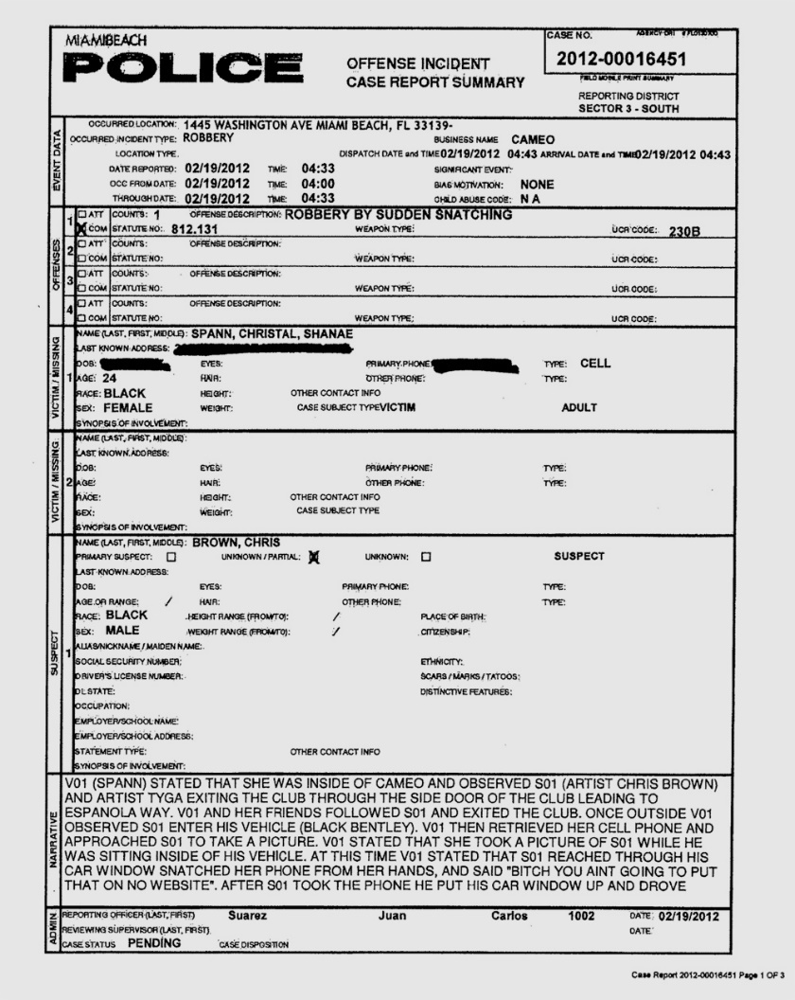 MIAMIBEACH
POLICE
OFFENSE INCIDENT
CASE REPORT SUMMARY
CASE NO. AGENCY ORI
2012-00016451
FIELD MOBILE PRINT SUMMARY
REPORTING DISTRICT
SECTOR 3 - SOUTH
EVENT DATA
OCCURRED LOCATION: 1445 WASHINGTON AVE MIAMI BEACH, FL 33139-
OCCURRED INCIDENT TYPE: ROBBERY BUSINESS NAME CAMEO
LOCATION TYPE. DISPATCH DATE and TIME 02/19/2012 04:43 ARRIVAL DATE and TIME 02/19/2012 04:43
DATE REPORTED: 02/19/2012 TIME: 04:33 SIGNIFICANT EVENT:
OCC FROM DATE: 02/19/2012 TIME: 04:00 BIAS MOTIVATION: NONE
THROUGH DATE: 02/19/2012 TIME: 04:33 CHILD ABUSE CODE: N A
OFFENSES
1 ATT COUNTS: 1 OFFENSE DESCRIPTION: ROBBERY BY SUDDEN SNATCHING
COM STATUTE NO: 812.131 WEAPON TYPE: UCR CODE: 230B
2 ATT COUNTS: OFFENSE DESCRIPTION:
COM STATUTE NO: WEAPON TYPE: UCR CODE:
3 ATT COUNTS: OFFENSE DESCRIPTION:
COM STATUTE NO: WEAPON TYPE: UCR CODE:
4 ATT COUNTS: OFFENSE DESCRIPTION:
COM STATUTE NO: WEAPON TYPE: UCR CODE:
VICTIM / MISSING
NAME (LAST, FIRST, MIDDLE): SPANN, CHRISTAL, SHANAE
LAST KNOWN ADDRESS:
DOB: EYES: PRIMARY PHONE: TYPE: CELL
1 AGE: 24 HAIR: OTHER PHONE: TYPE:
RACE: BLACK HEIGHT: OTHER CONTACT INFO
SEX: FEMALE WEIGHT: CASE SUBJECT TYPE VICTIM ADULT
SYNOPSIS OF INVOLVEMENT:
VICTIM / MISSING
NAME (LAST, FIRST, MIDDLE):
LAST KNOWN ADDRESS:
DOB: EYES: PRIMARY PHONE: TYPE:
2 AGE: HAIR: OTHER PHONE: TYPE:
RACE: HEIGHT: OTHER CONTACT INFO
SEX: WEIGHT: CASE SUBJECT TYPE
SYNOPSIS OF INVOLVEMENT:
SUSPECT
NAME (LAST, FIRST, MIDDLE): BROWN, CHRIS
PRIMARY SUSPECT: UNKNOWN / PARTIAL: UNKNOWN: SUSPECT
LAST KNOWN ADDRESS:
DOB: EYES: PRIMARY PHONE: TYPE:
AGE OR RANGE: / HAIR: OTHER PHONE: TYPE:
RACE: BLACK HEIGHT RANGE (FROM/TO): / PLACE OF BIRTH:
SEX: MALE WEIGHT RANGE (FROM/TO): / CITIZENSHIP:
1 ALIAS/NICKNAME / MAIDEN NAME:
SOCIAL SECURITY NUMBER: ETHNICITY:
DRIVER'S LICENSE NUMBER: SCARS / MARKS / TATOOS:
DL STATE: DISTINCTIVE FEATURES:
OCCUPATION:
EMPLOYER/SCHOOL NAME:
EMPLOYER/SCHOOL ADDRESS:
STATEMENT TYPE: OTHER CONTACT INFO
SYNOPSIS OF INVOLVEMENT:
NARRATIVE
V01 (SPANN) STATED THAT SHE WAS INSIDE OF CAMEO AND OBSERVED S01 (ARTIST CHRIS BROWN)
AND ARTIST TYGA EXITING THE CLUB THROUGH THE SIDE DOOR OF THE CLUB LEADING TO
ESPANOLA WAY. V01 AND HER FRIENDS FOLLOWED S01 AND EXITED THE CLUB. ONCE OUTSIDE V01
OBSERVED S01 ENTER HIS VEHICLE (BLACK BENTLEY). V01 THEN RETRIEVED HER CELL PHONE AND
APPROACHED S01 TO TAKE A PICTURE. V01 STATED THAT SHE TOOK A PICTURE OF S01 WHILE HE
WAS SITTING INSIDE OF HIS VEHICLE. AT THIS TIME V01 STATED THAT S01 REACHED THROUGH HIS
CAR WINDOW SNATCHED HER PHONE FROM HER HANDS, AND SAID "BITCH YOU AINT GOING TO PUT
THAT ON NO WEBSITE". AFTER S01 TOOK THE PHONE HE PUT HIS CAR WINDOW UP AND DROVE
ADMIN
REPORTING OFFICER (LAST, FIRST) Suarez Juan Carlos 1002 DATE: 02/19/2012
REVIEWING SUPERVISOR (LAST, FIRST) DATE:
CASE STATUS PENDING CASE DISPOSITION
Case Report 2012-00016451 Page 1 OF 3